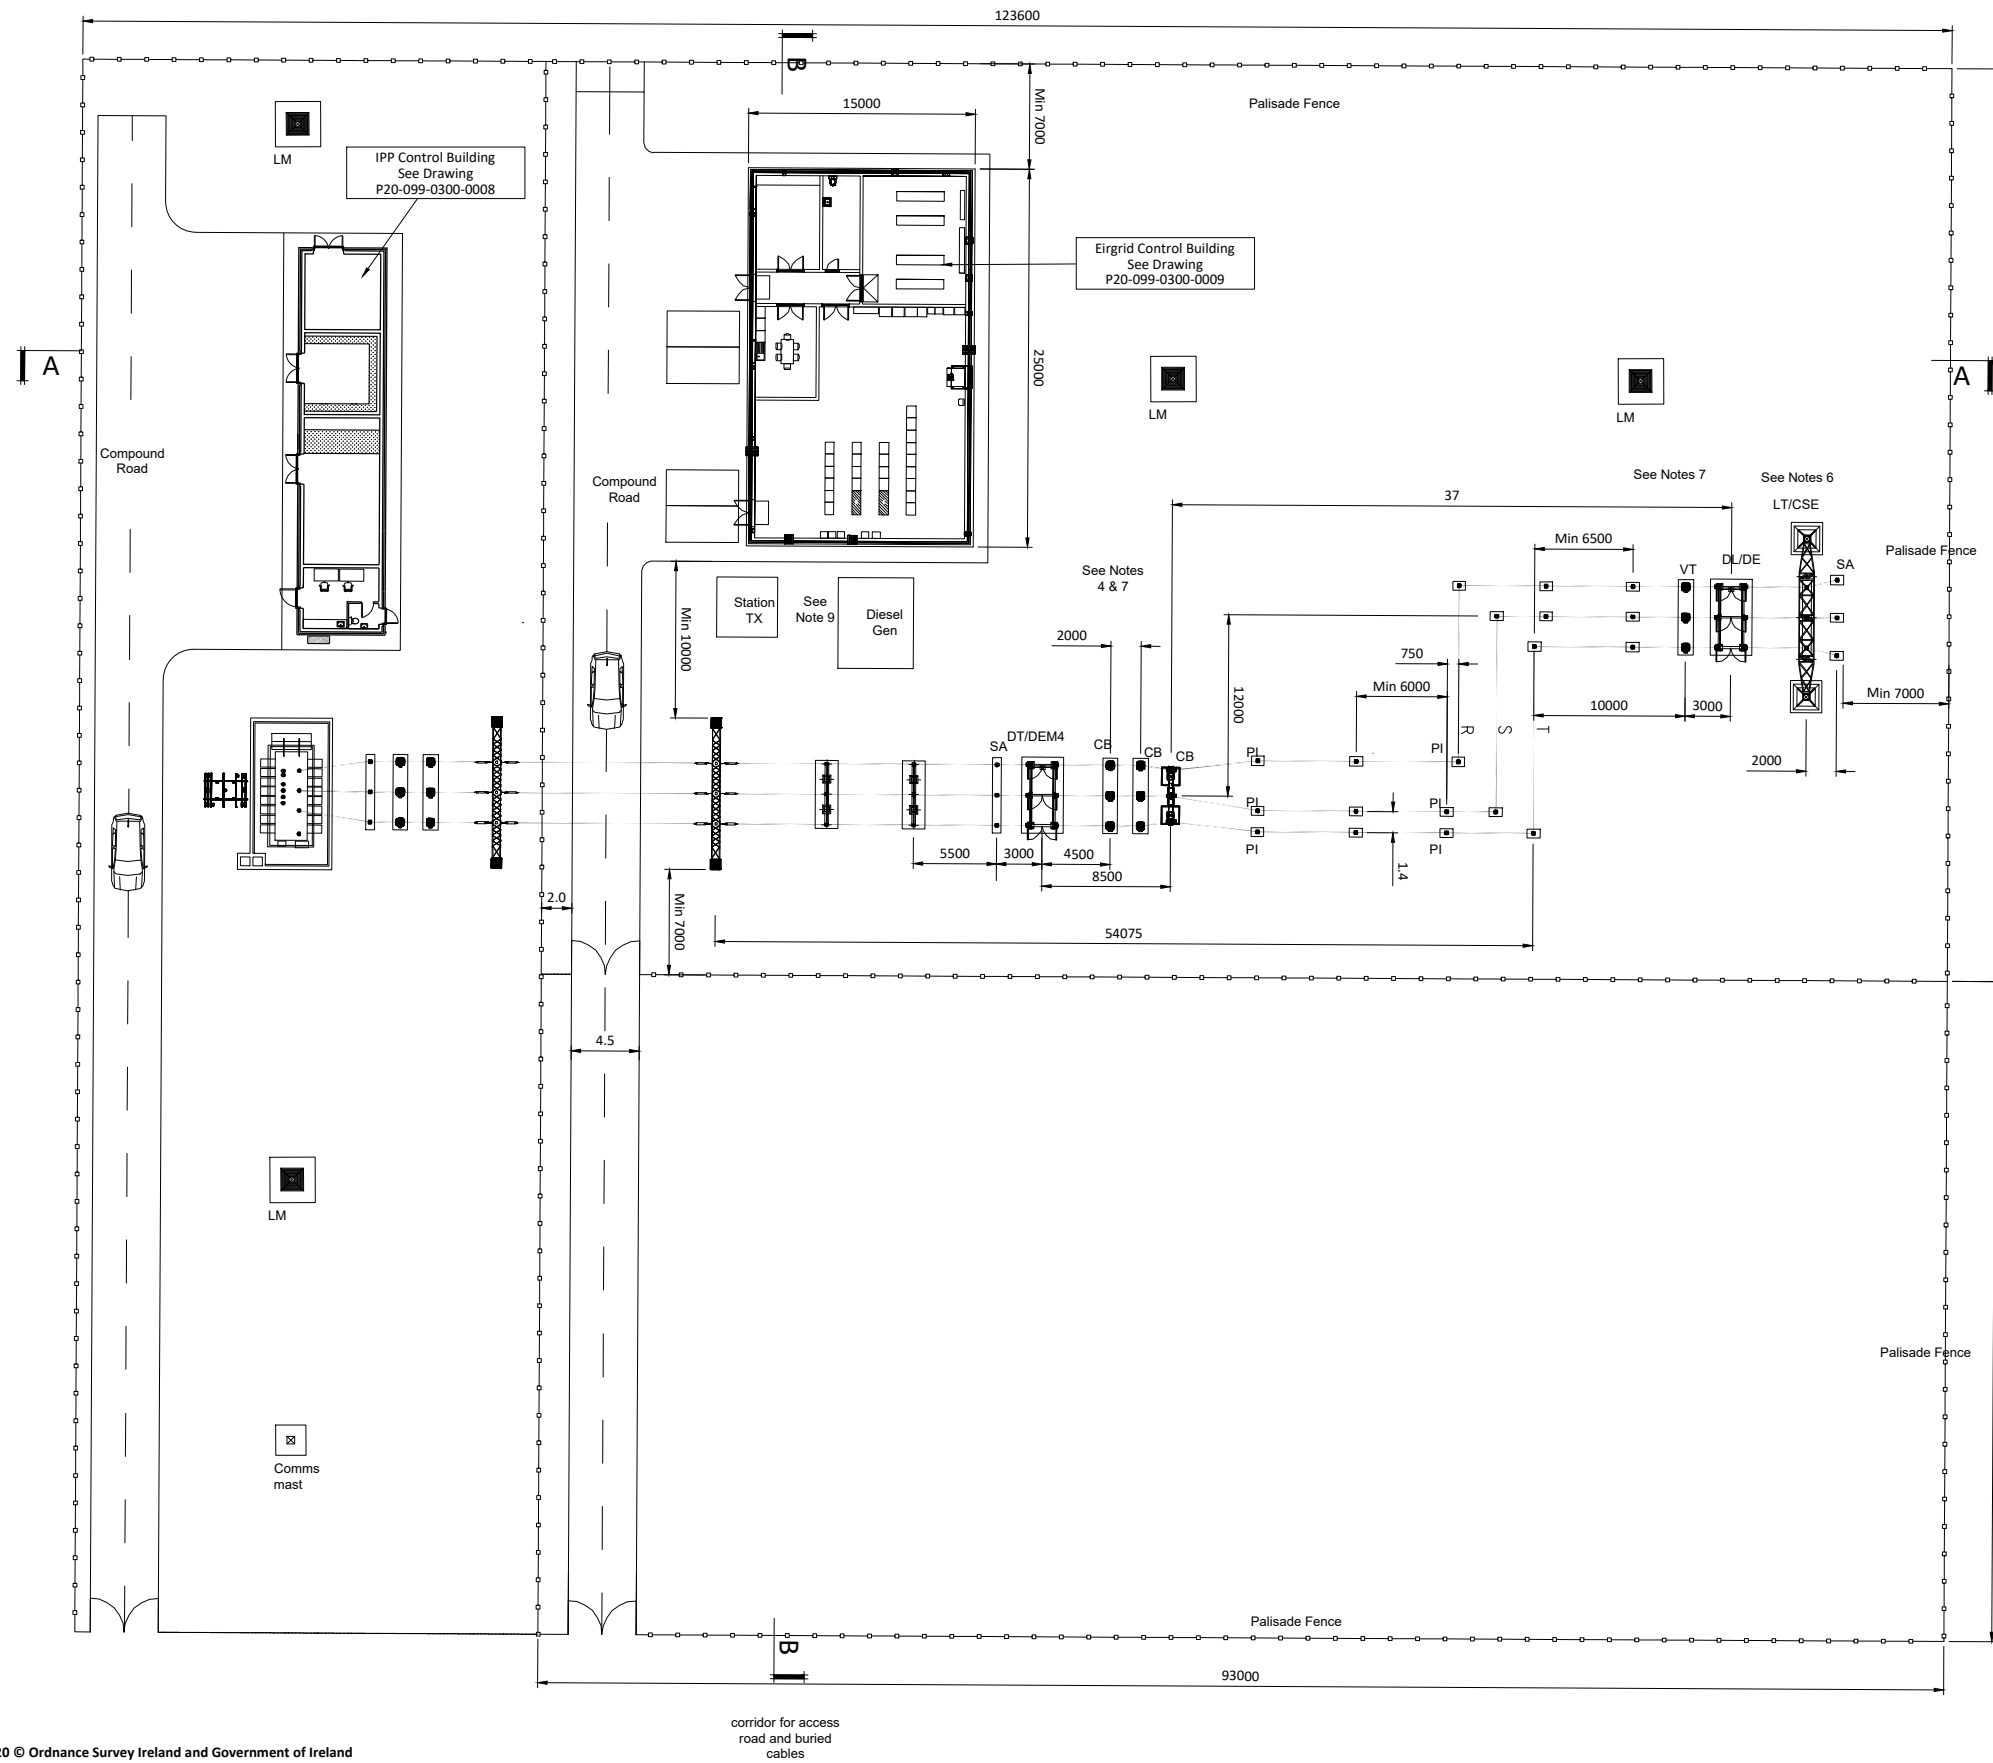 123600
B
Palisade Fence
15000
Min 7000
LM
IPP Control Building
See Drawing
P20-099-0300-0008
Eirgrid Control Building
See Drawing
P20-099-0300-0009
A
A
25000
LM
LM
Compound
Road
Compound
Road
See Notes 7
See Notes 6
37
LT/CSE
Min 6500
Palisade Fence
See Notes
4 & 7
VT
DL/DE
SA
Station
TX
See
Note 9
Diesel
Gen
Min 10000
2000
750
12000
Min 6000
10000
3000
Min 7000
R
S
T
SA
DT/DEM4
CB
CB
CB
PI
PI
2000
PI
PI
PI
PI
5500
3000
4500
8500
1.4
2.0
Min 7000
54075
4.5
LM
Palisade Fence
Comms
mast
Palisade Fence
B
93000
corridor for access
road and buried
cables
20 © Ordnance Survey Ireland and Government of Ireland